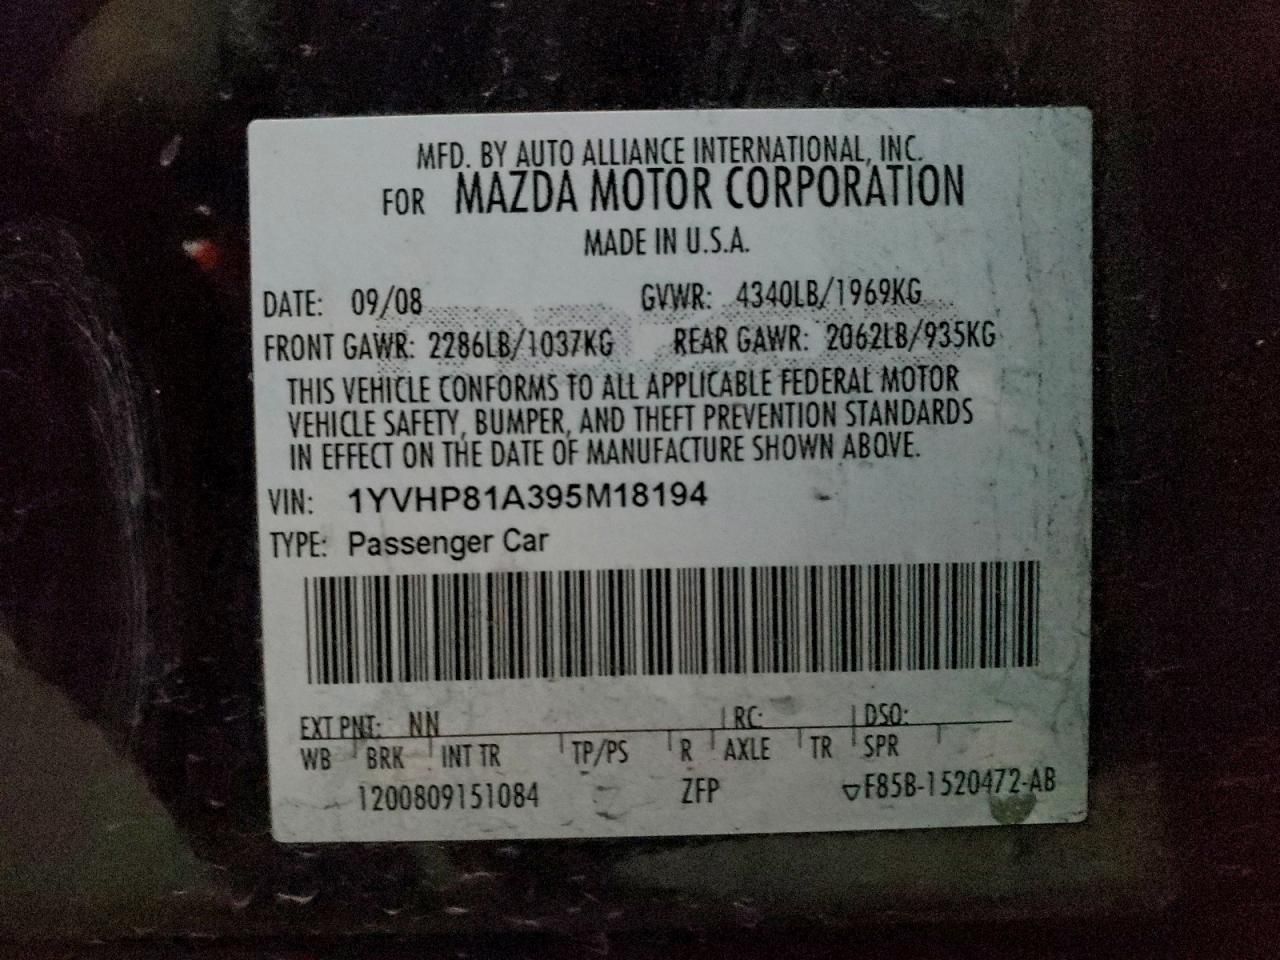 MFD. BY AUTO ALLIANCE INTERNATIONAL, INC.
FOR MAZDA MOTOR CORPORATION
MADE IN U.S.A.
DATE: 09/08 GVWR: 4340LB/1969KG
FRONT GAWR: 2286LB/1037KG REAR GAWR: 2062LB/935KG
THIS VEHICLE CONFORMS TO ALL APPLICABLE FEDERAL MOTOR
VEHICLE SAFETY, BUMPER, AND THEFT PREVENTION STANDARDS
IN EFFECT ON THE DATE OF MANUFACTURE SHOWN ABOVE.
VIN: 1YVHP81A395M18194
TYPE: Passenger Car
EXT PNT: NN RC: DSO:
WB BRK INT TR TP/PS R AXLE TR SPR
1200809151084 ZFP ▽F85B-1520472-AB